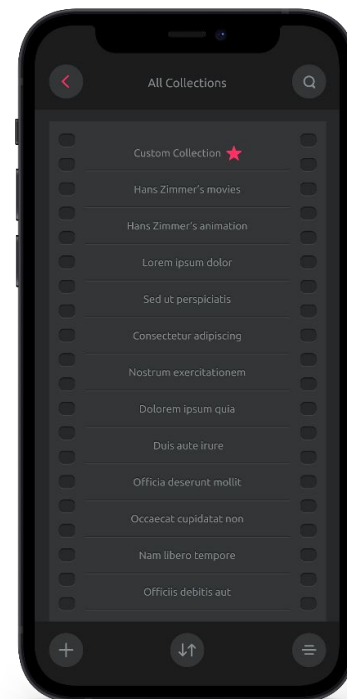 All Collections
Custom Collection
Hans Zimmer's movies
Hans Zimmer's animation
Lorem ipsum dolor
Sed ut perspiciatis
Consectetur adipiscing
Nostrum exercitationem
Dolorem ipsum quia
Duis aute irure
Officia deserunt mollit
Occaecat cupidatat non
Nam libero tempore
Officiis debitis aut